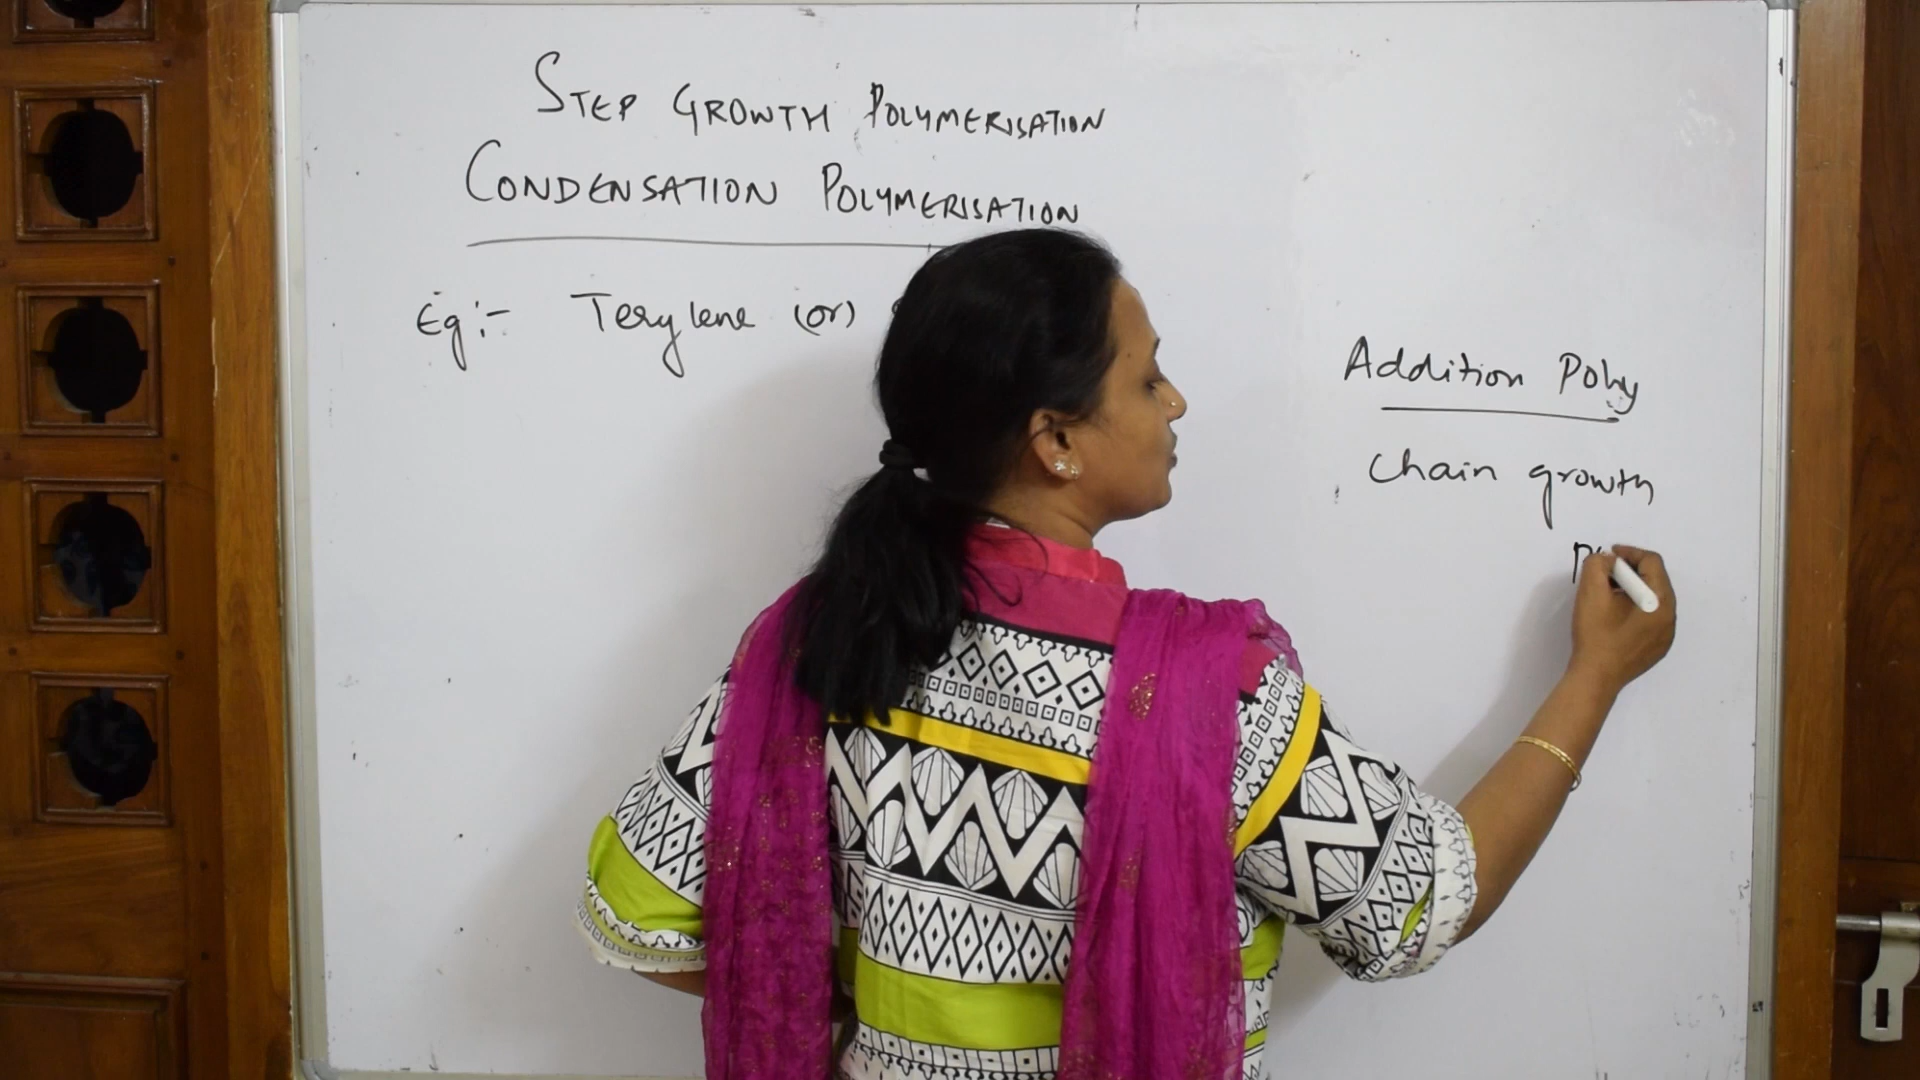 STEP GROWTH POLYMERISATION
CONDENSATION POLYMERISATION
Eg:- Terylene (or)
Addition Poly
Chain growth